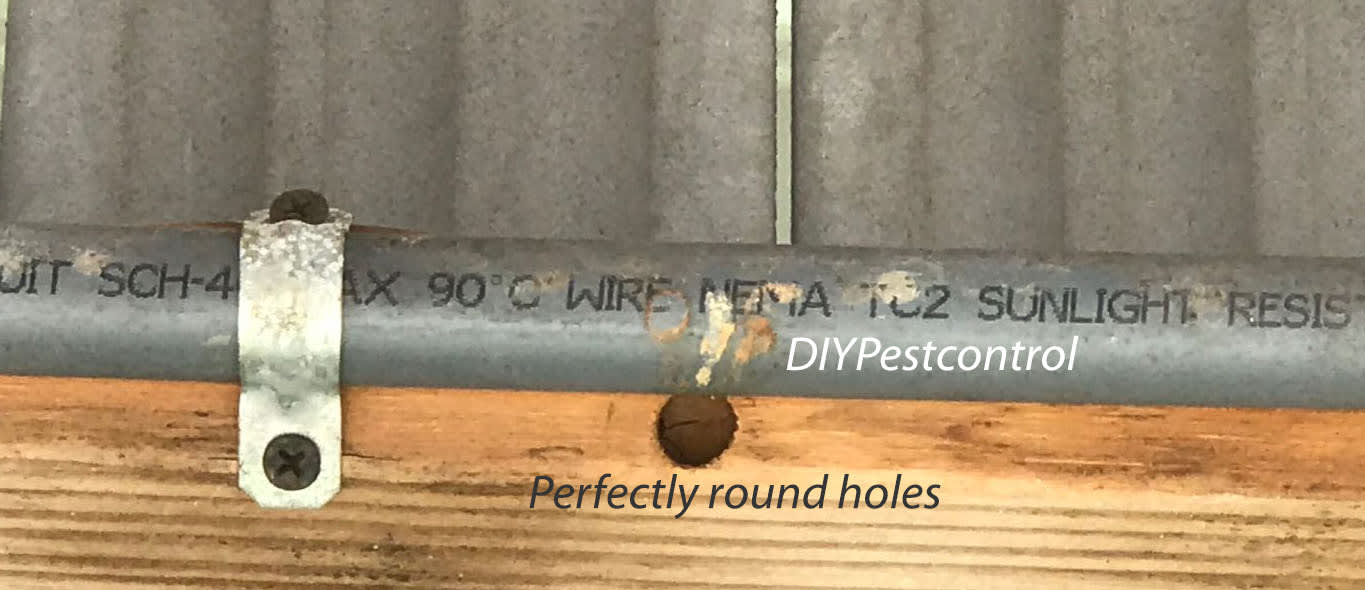 UIT SCH-4 AX 90°C WIRE NEMA TC2 SUNLIGHT RESIS
DIYPestcontrol
Perfectly round holes